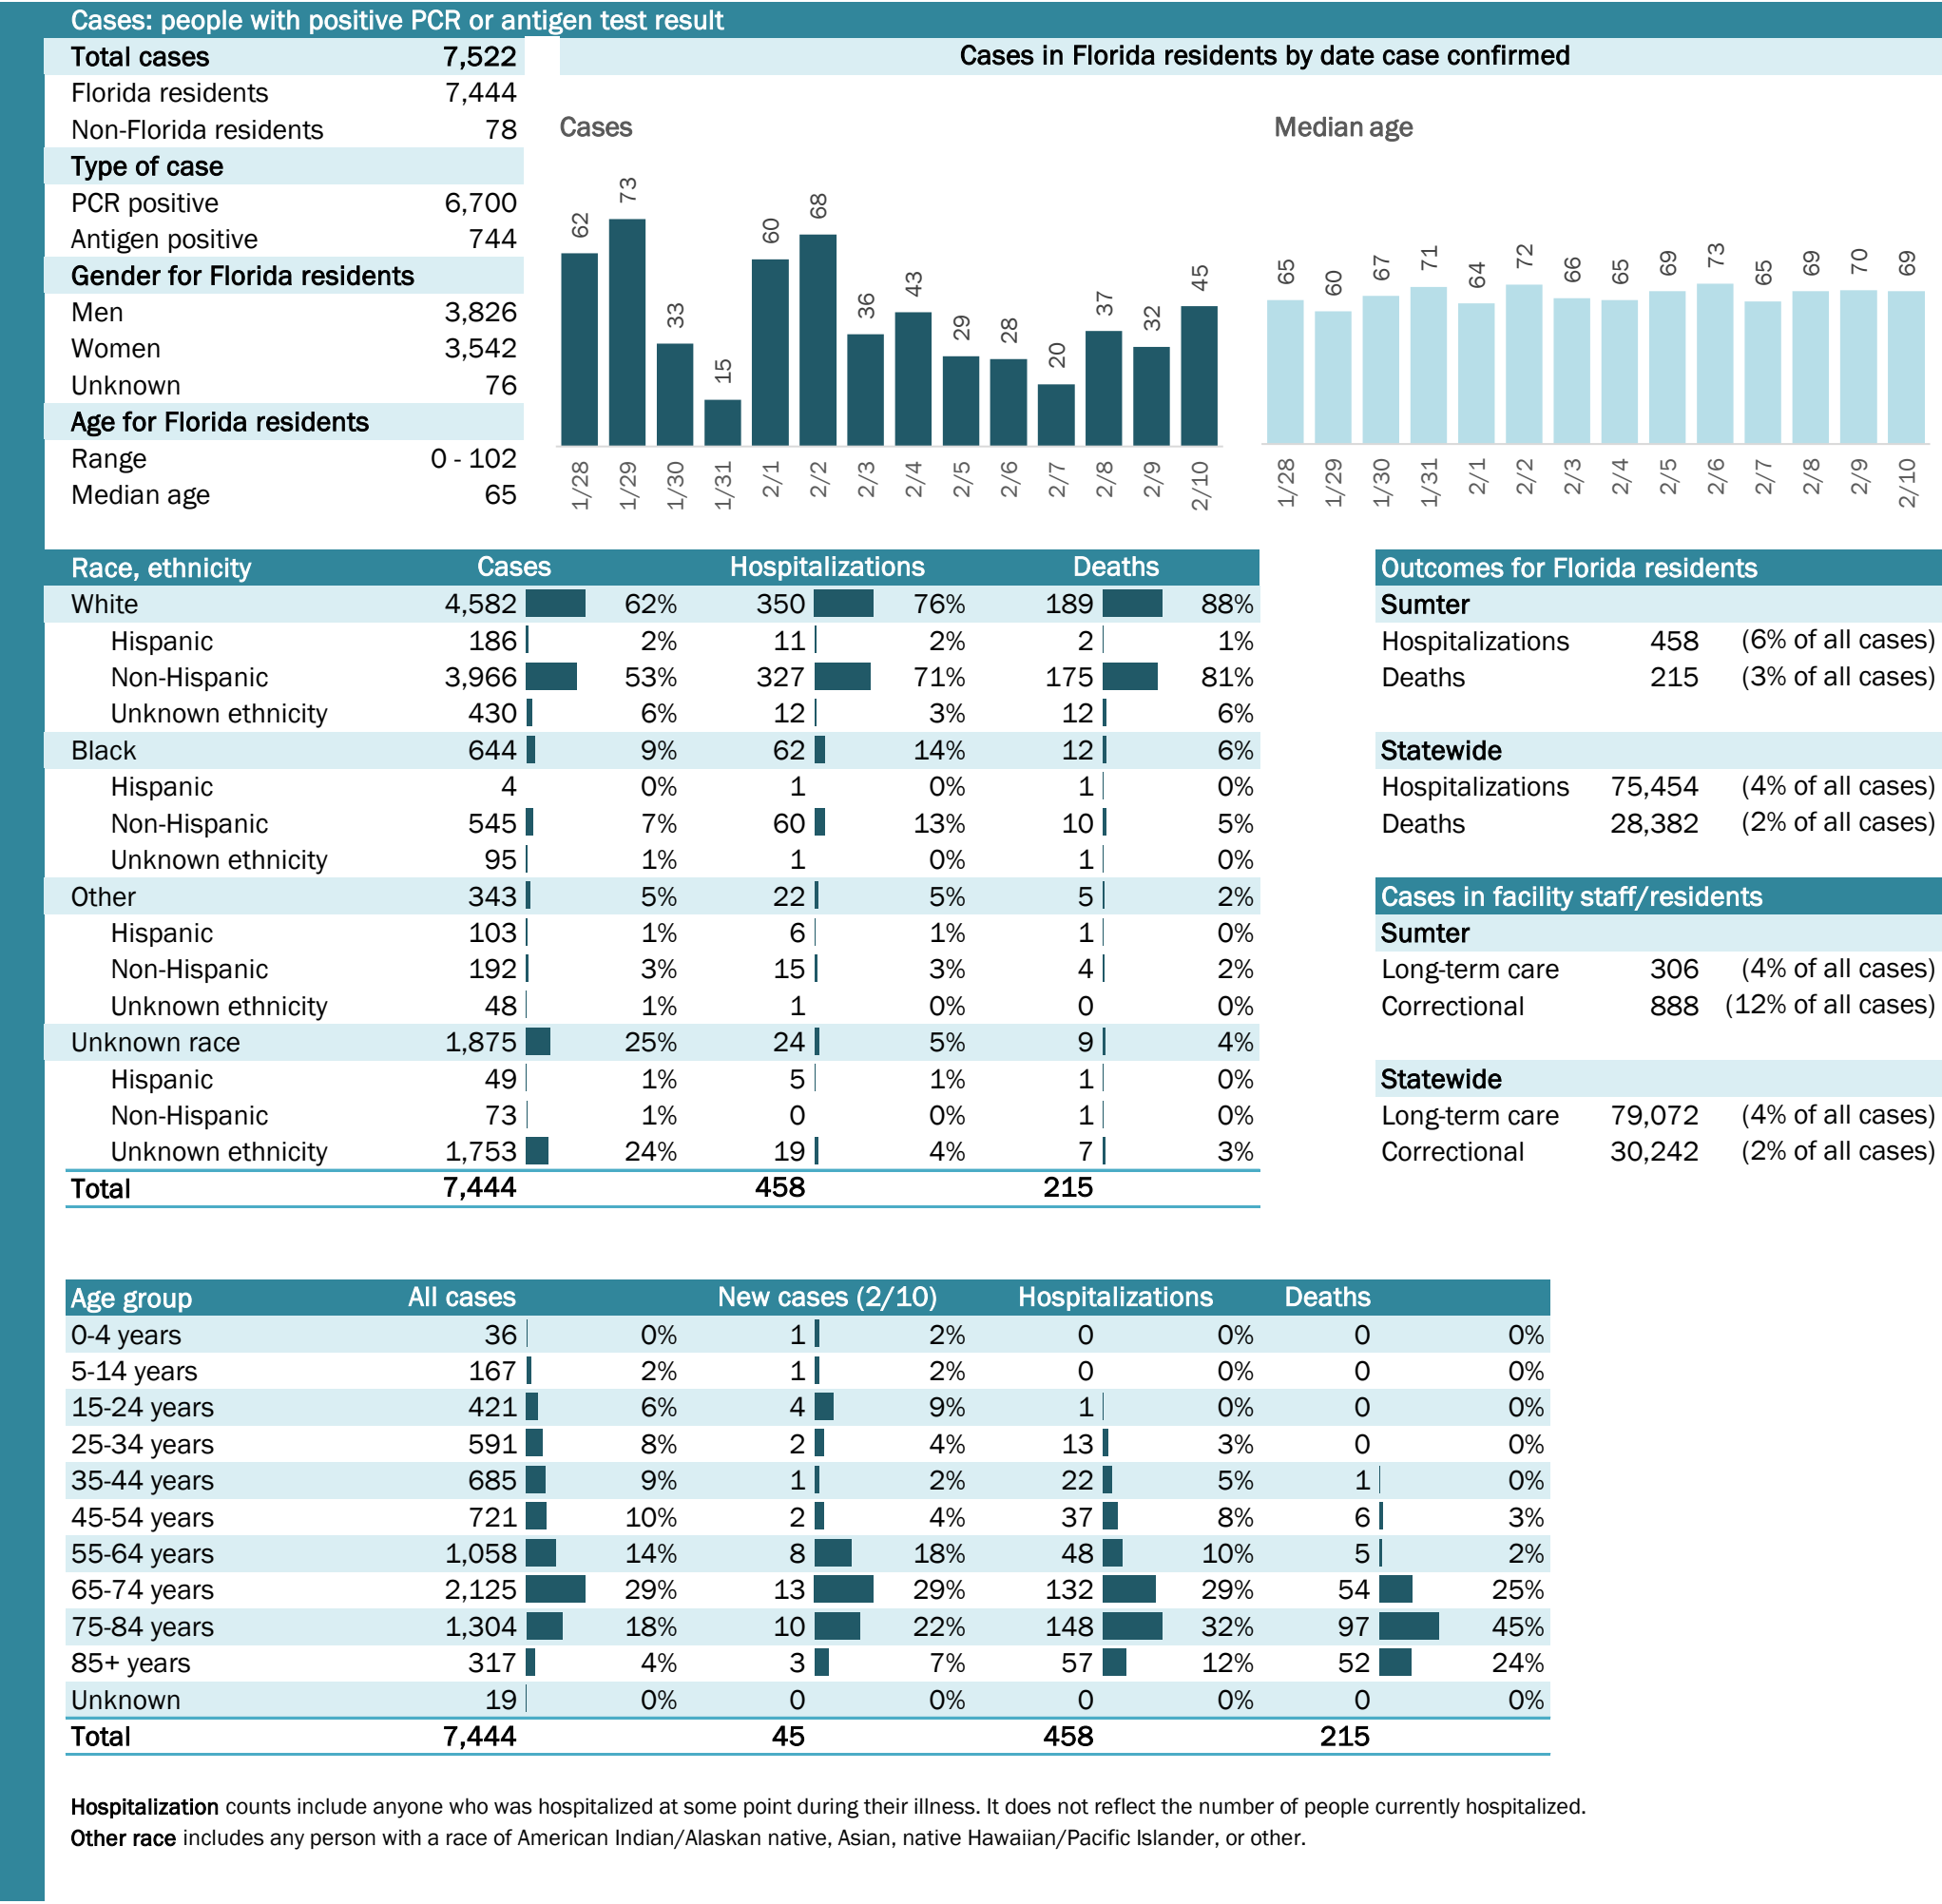 Cases: people with positive PCR or antigen test result
Total cases 7,522
Florida residents 7,444
Non-Florida residents 78
Type of case
PCR positive 6,700
Antigen positive 744
Gender for Florida residents
Men 3,826
Women 3,542
Unknown 76
Age for Florida residents
Range 0 - 102
Median age 65
Cases in Florida residents by date case confirmed
Cases
62 73 33 15 60 68 36 43 29 28 20 37 32 45
1/28 1/29 1/30 1/31 2/1 2/2 2/3 2/4 2/5 2/6 2/7 2/8 2/9 2/10
Median age
65 60 67 71 64 72 66 65 69 73 65 69 70 69
1/28 1/29 1/30 1/31 2/1 2/2 2/3 2/4 2/5 2/6 2/7 2/8 2/9 2/10
Race, ethnicity Cases Hospitalizations Deaths
White 4,582 62% 350 76% 189 88%
Hispanic 186 2% 11 2% 2 1%
Non-Hispanic 3,966 53% 327 71% 175 81%
Unknown ethnicity 430 6% 12 3% 12 6%
Black 644 9% 62 14% 12 6%
Hispanic 4 0% 1 0% 1 0%
Non-Hispanic 545 7% 60 13% 10 5%
Unknown ethnicity 95 1% 1 0% 1 0%
Other 343 5% 22 5% 5 2%
Hispanic 103 1% 6 1% 1 0%
Non-Hispanic 192 3% 15 3% 4 2%
Unknown ethnicity 48 1% 1 0% 0 0%
Unknown race 1,875 25% 24 5% 9 4%
Hispanic 49 1% 5 1% 1 0%
Non-Hispanic 73 1% 0 0% 1 0%
Unknown ethnicity 1,753 24% 19 4% 7 3%
Total 7,444 458 215
Outcomes for Florida residents
Sumter
Hospitalizations 458 (6% of all cases)
Deaths 215 (3% of all cases)
Statewide
Hospitalizations 75,454 (4% of all cases)
Deaths 28,382 (2% of all cases)
Cases in facility staff/residents
Sumter
Long-term care 306 (4% of all cases)
Correctional 888 (12% of all cases)
Statewide
Long-term care 79,072 (4% of all cases)
Correctional 30,242 (2% of all cases)
Age group All cases New cases (2/10) Hospitalizations Deaths
0-4 years 36 0% 1 2% 0 0% 0 0%
5-14 years 167 2% 1 2% 0 0% 0 0%
15-24 years 421 6% 4 9% 1 0% 0 0%
25-34 years 591 8% 2 4% 13 3% 0 0%
35-44 years 685 9% 1 2% 22 5% 1 0%
45-54 years 721 10% 2 4% 37 8% 6 3%
55-64 years 1,058 14% 8 18% 48 10% 5 2%
65-74 years 2,125 29% 13 29% 132 29% 54 25%
75-84 years 1,304 18% 10 22% 148 32% 97 45%
85+ years 317 4% 3 7% 57 12% 52 24%
Unknown 19 0% 0 0% 0 0% 0 0%
Total 7,444 45 458 215
Hospitalization counts include anyone who was hospitalized at some point during their illness. It does not reflect the number of people currently hospitalized.
Other race includes any person with a race of American Indian/Alaskan native, Asian, native Hawaiian/Pacific Islander, or other.